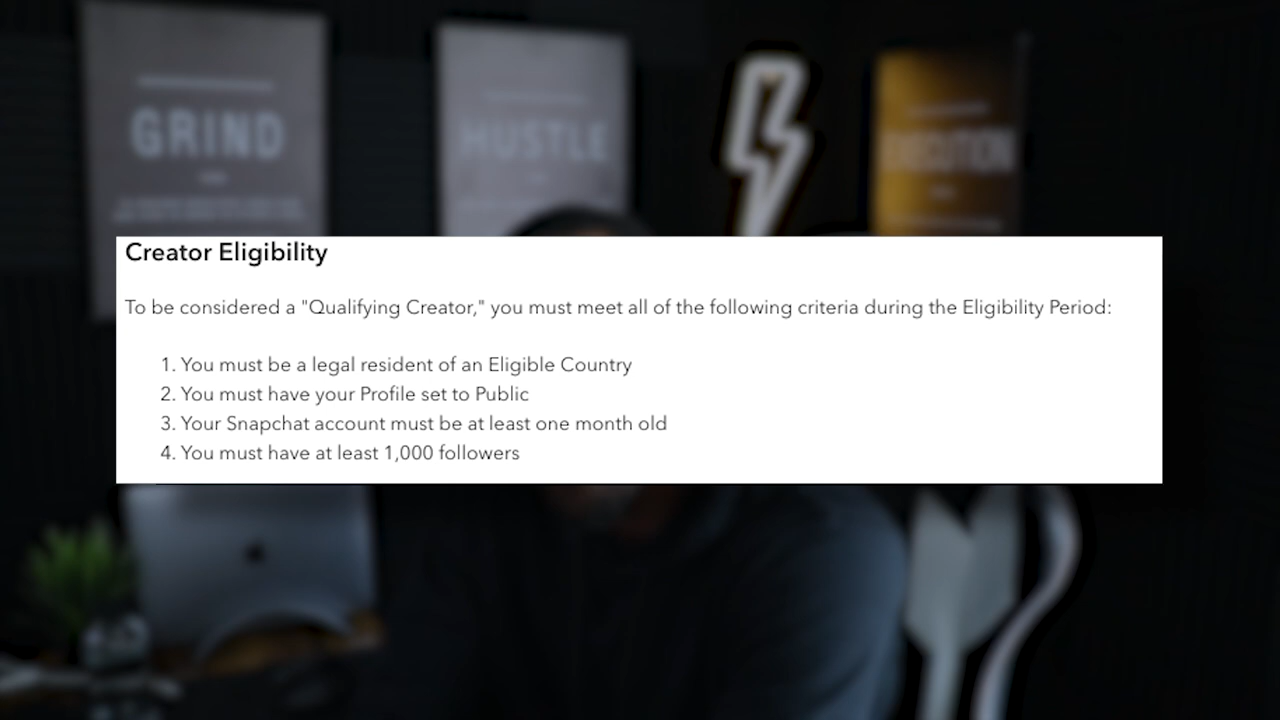 GRIND
HUSTLE
EXECUTION
Creator Eligibility
To be considered a "Qualifying Creator," you must meet all of the following criteria during the Eligibility Period:
1. You must be a legal resident of an Eligible Country
2. You must have your Profile set to Public
3. Your Snapchat account must be at least one month old
4. You must have at least 1,000 followers